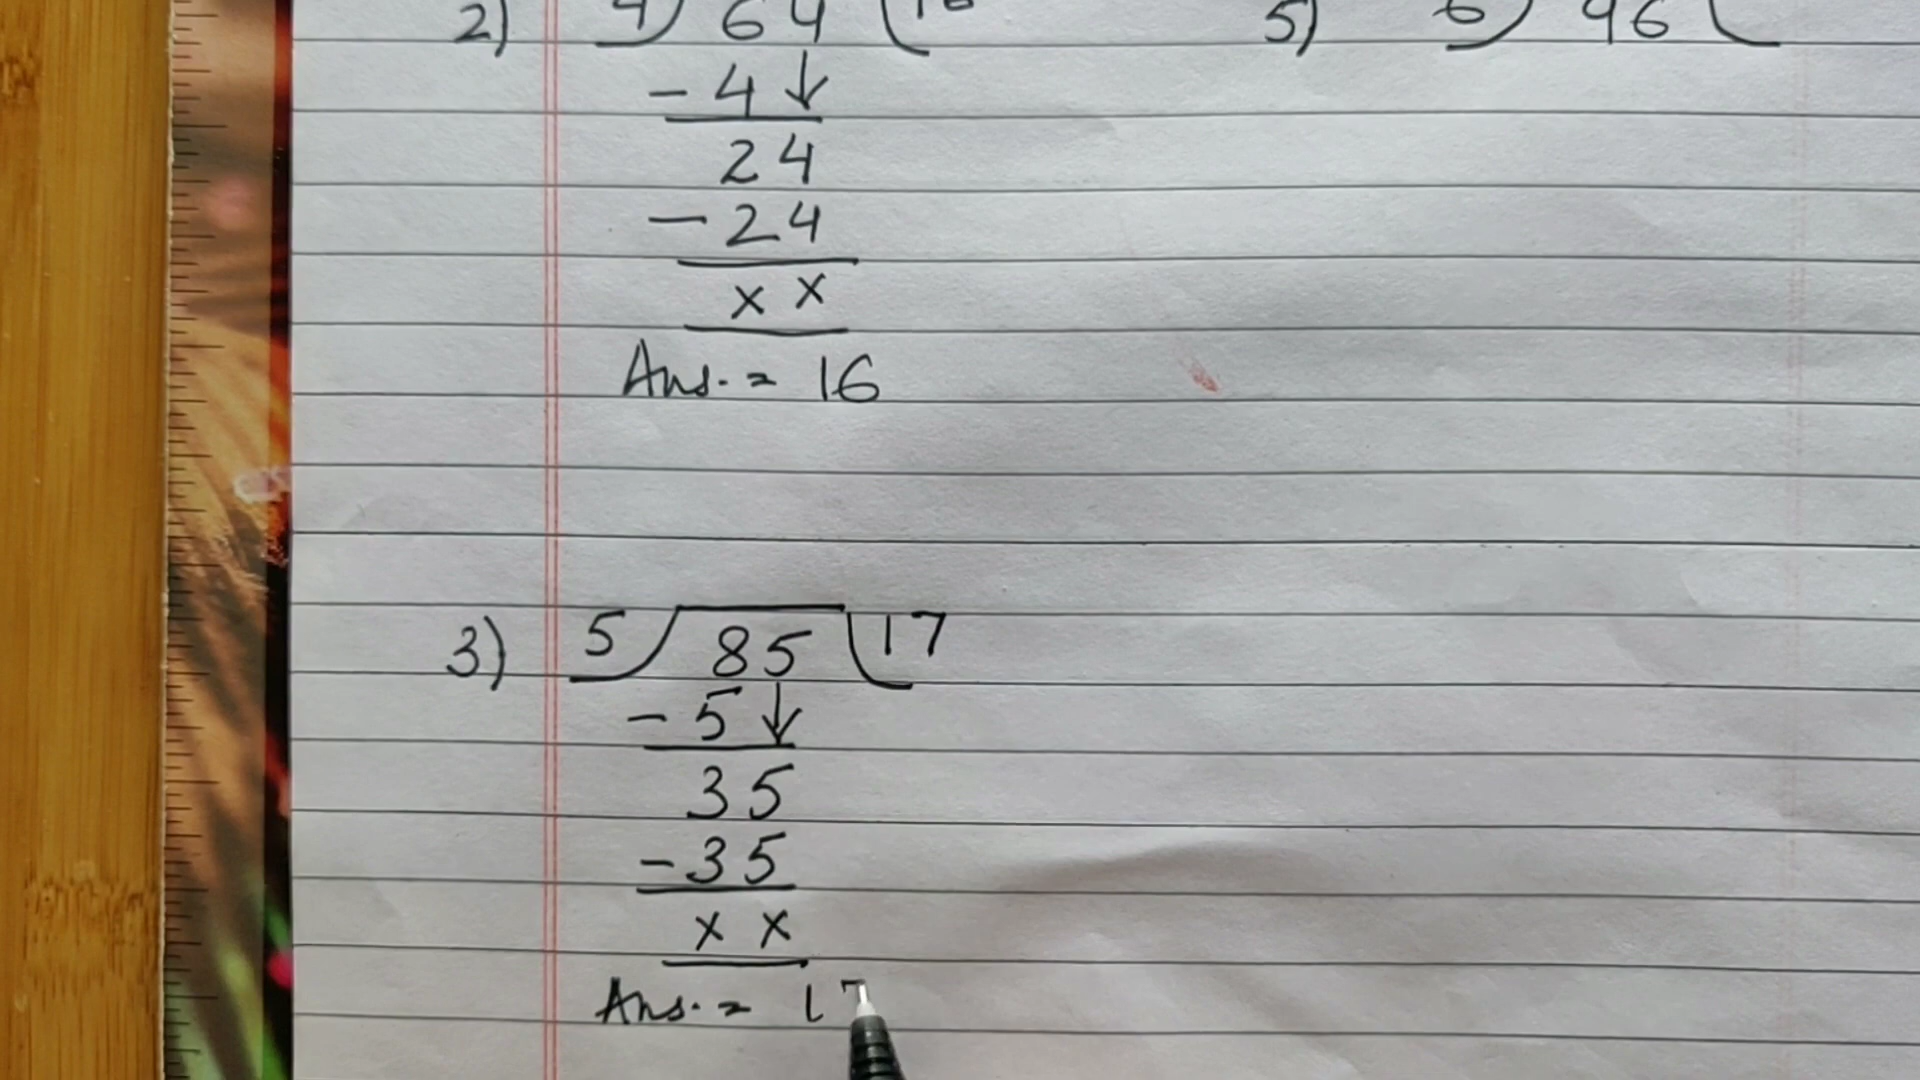 2) 4) 64 (16
- 4 ↓
24
- 24
x x
Ans. = 16
3) 5) 85 (17
- 5 ↓
35
- 35
x x
Ans. = 17
5) 6) 96 (